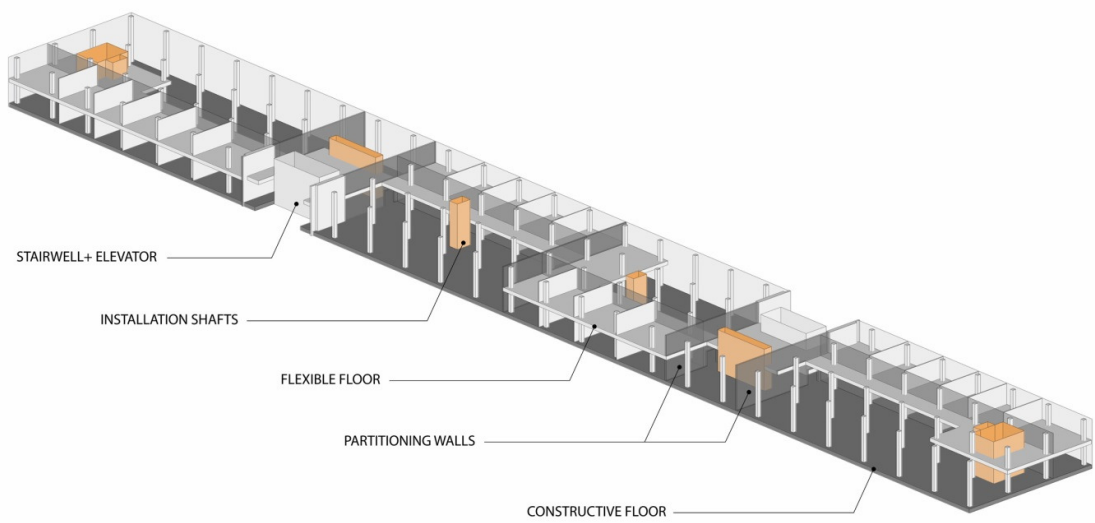 STAIRWELL+ ELEVATOR
INSTALLATION SHAFTS
FLEXIBLE FLOOR
PARTITIONING WALLS
CONSTRUCTIVE FLOOR